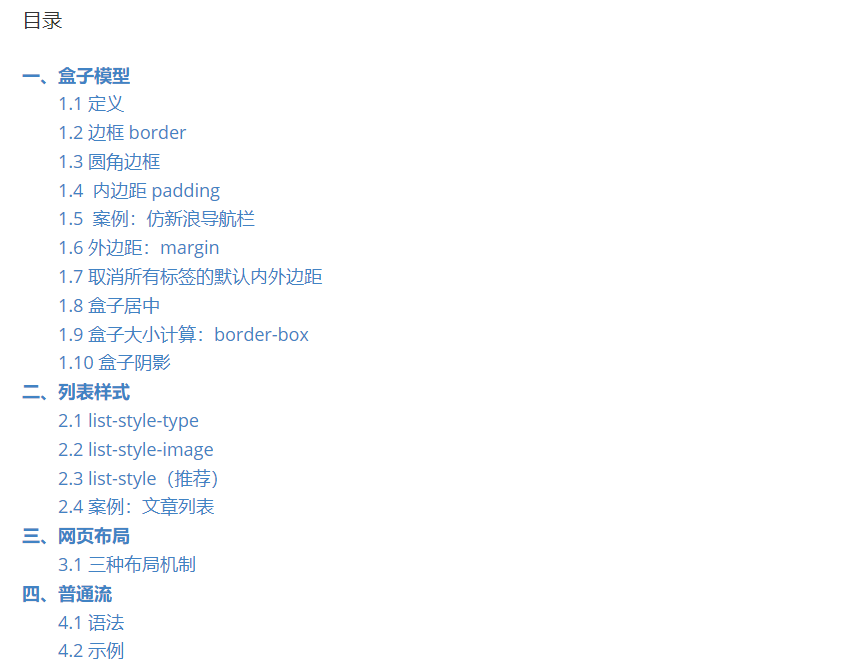 目录
一、盒子模型
1.1 定义
1.2 边框 border
1.3 圆角边框
1.4 内边距 padding
1.5 案例：仿新浪导航栏
1.6 外边距：margin
1.7 取消所有标签的默认内外边距
1.8 盒子居中
1.9 盒子大小计算：border-box
1.10 盒子阴影
二、列表样式
2.1 list-style-type
2.2 list-style-image
2.3 list-style（推荐）
2.4 案例：文章列表
三、网页布局
3.1 三种布局机制
四、普通流
4.1 语法
4.2 示例